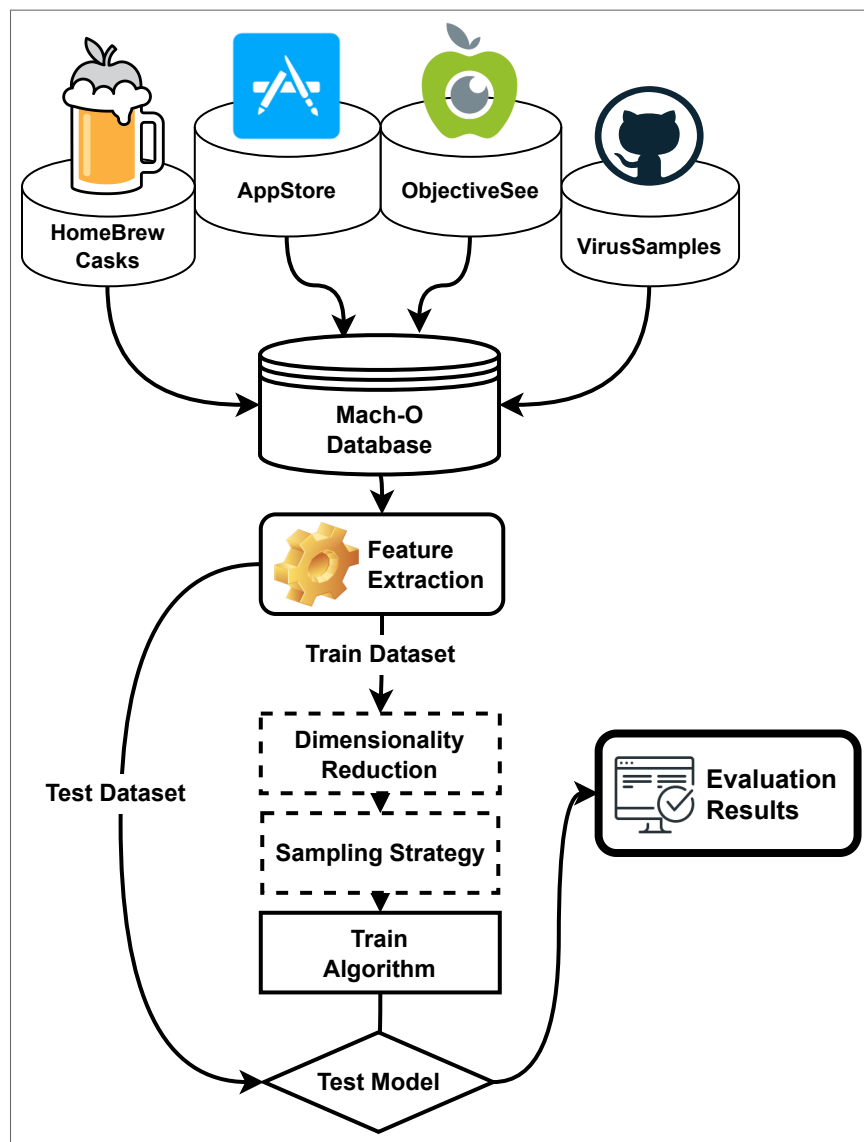 HomeBrew
Casks
AppStore
ObjectiveSee
VirusSamples
Mach-O
Database
Feature
Extraction
Train Dataset
Dimensionality
Reduction
Test Dataset
Sampling Strategy
Evaluation
Results
Train
Algorithm
Test Model